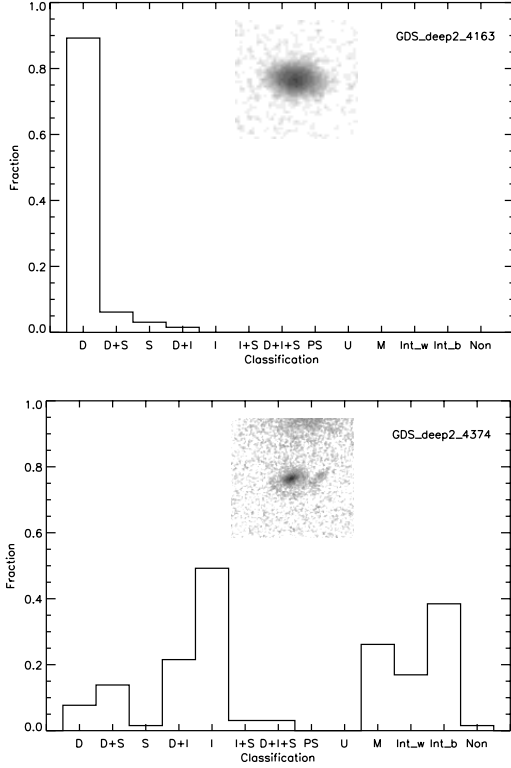 1.0
GDS_deep2_4163
0.8
0.6
Fraction
0.4
0.2
0.0
D D+S S D+I I I+S D+I+S PS U M Int_w Int_b Non
Classification
1.0
GDS_deep2_4374
0.8
0.6
Fraction
0.4
0.2
0.0
D D+S S D+I I I+S D+I+S PS U M Int_w Int_b Non
Classification